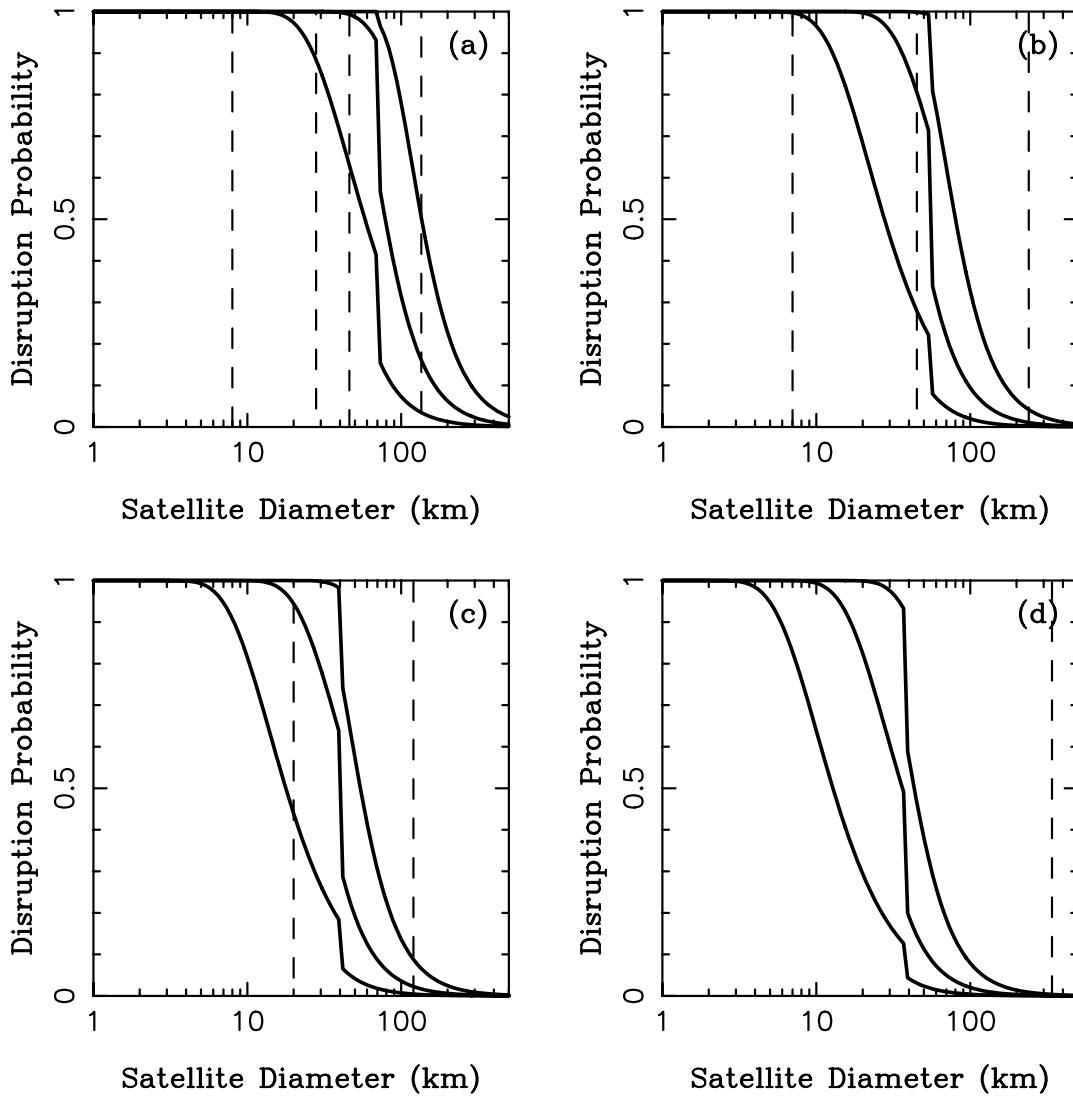 (a)
Disruption Probability
0 0.5 1
1 10 100
Satellite Diameter (km)
(b)
Disruption Probability
0 0.5 1
1 10 100
Satellite Diameter (km)
(c)
Disruption Probability
0 0.5 1
1 10 100
Satellite Diameter (km)
(d)
Disruption Probability
0 0.5 1
1 10 100
Satellite Diameter (km)